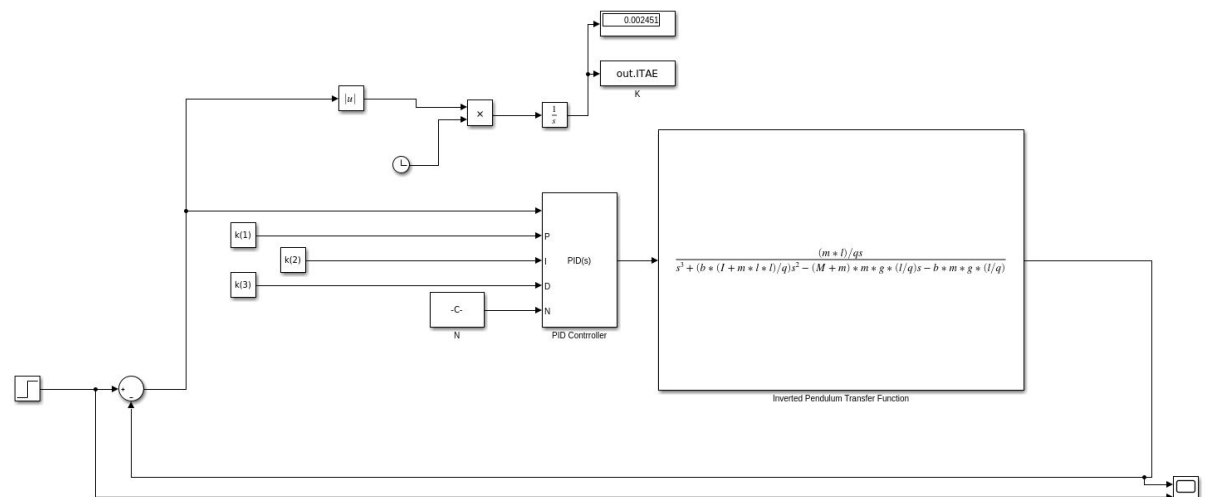 0.002451
out.ITAE
K
|u|
×
1
s
k(1)
k(2)
k(3)
-C-
N
P
I
D
N
PID(s)
PID Contrroller
(m * l)/qs
s³ + (b * (I + m * l * l)/q)s² − (M + m) * m * g * (l/q)s − b * m * g * (l/q)
Inverted Pendulum Transfer Function
+
−